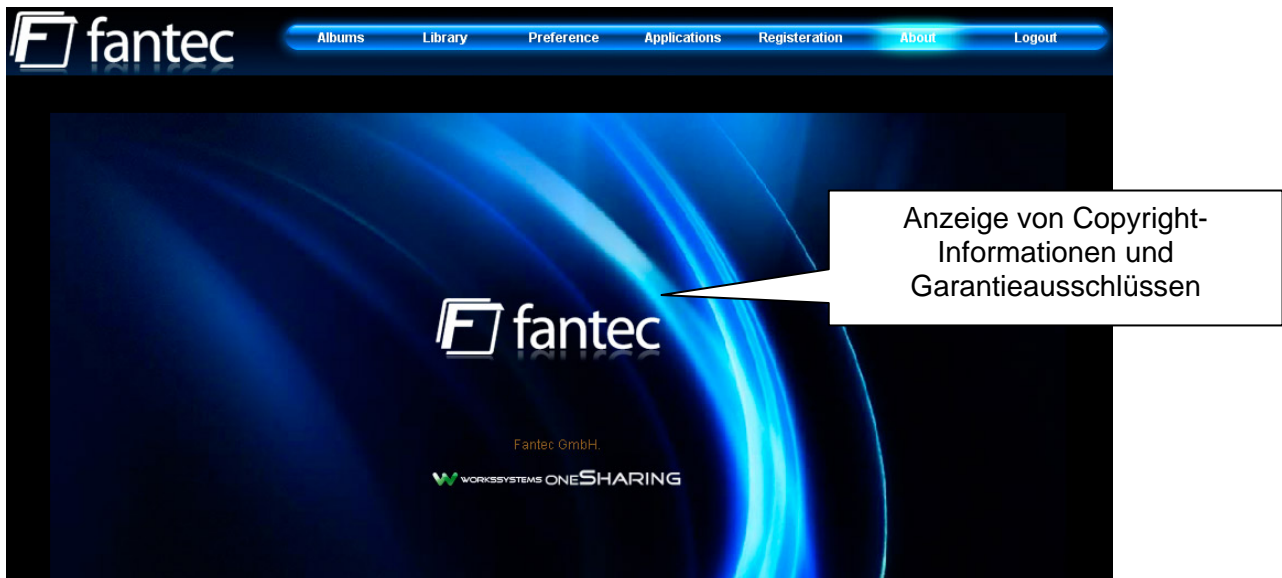 fantec
Albums Library Preference Applications Registeration About Logout
Anzeige von Copyright-
Informationen und
Garantieausschlüssen
fantec
Fantec GmbH.
WORKSSYSTEMS ONESHARING